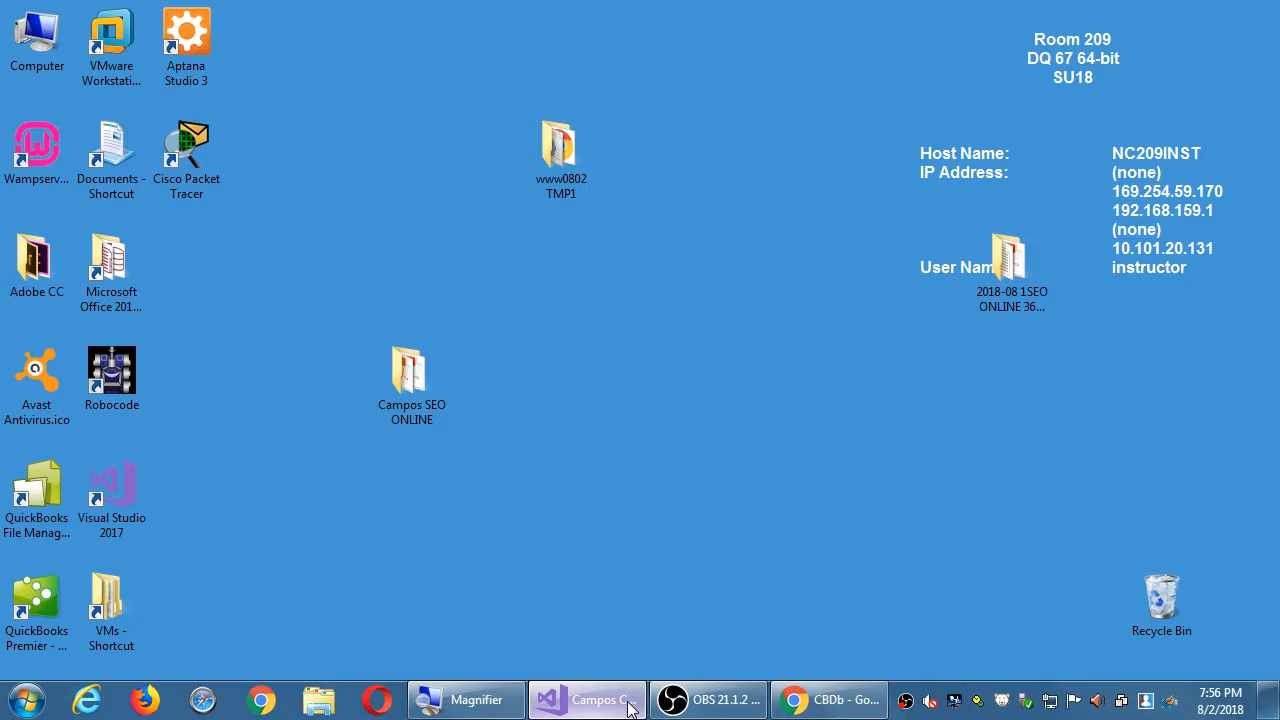 Computer
VMware
Workstati...
Aptana
Studio 3
Wampserv...
Documents -
Shortcut
Cisco Packet
Tracer
Adobe CC
Microsoft
Office 201...
Avast
Antivirus.ico
Robocode
QuickBooks
File Manag...
Visual Studio
2017
QuickBooks
Premier - ...
VMs -
Shortcut
www0802
TMP1
Campos SEO
ONLINE
Room 209
DQ 67 64-bit
SU18
Host Name: NC209INST
IP Address: (none)
169.254.59.170
192.168.159.1
(none)
10.101.20.131
User Nam instructor
2018-08 1SEO
ONLINE 36...
Recycle Bin
Magnifier
Campos C...
OBS 21.1.2 ...
CBDb - Go...
7:56 PM
8/2/2018